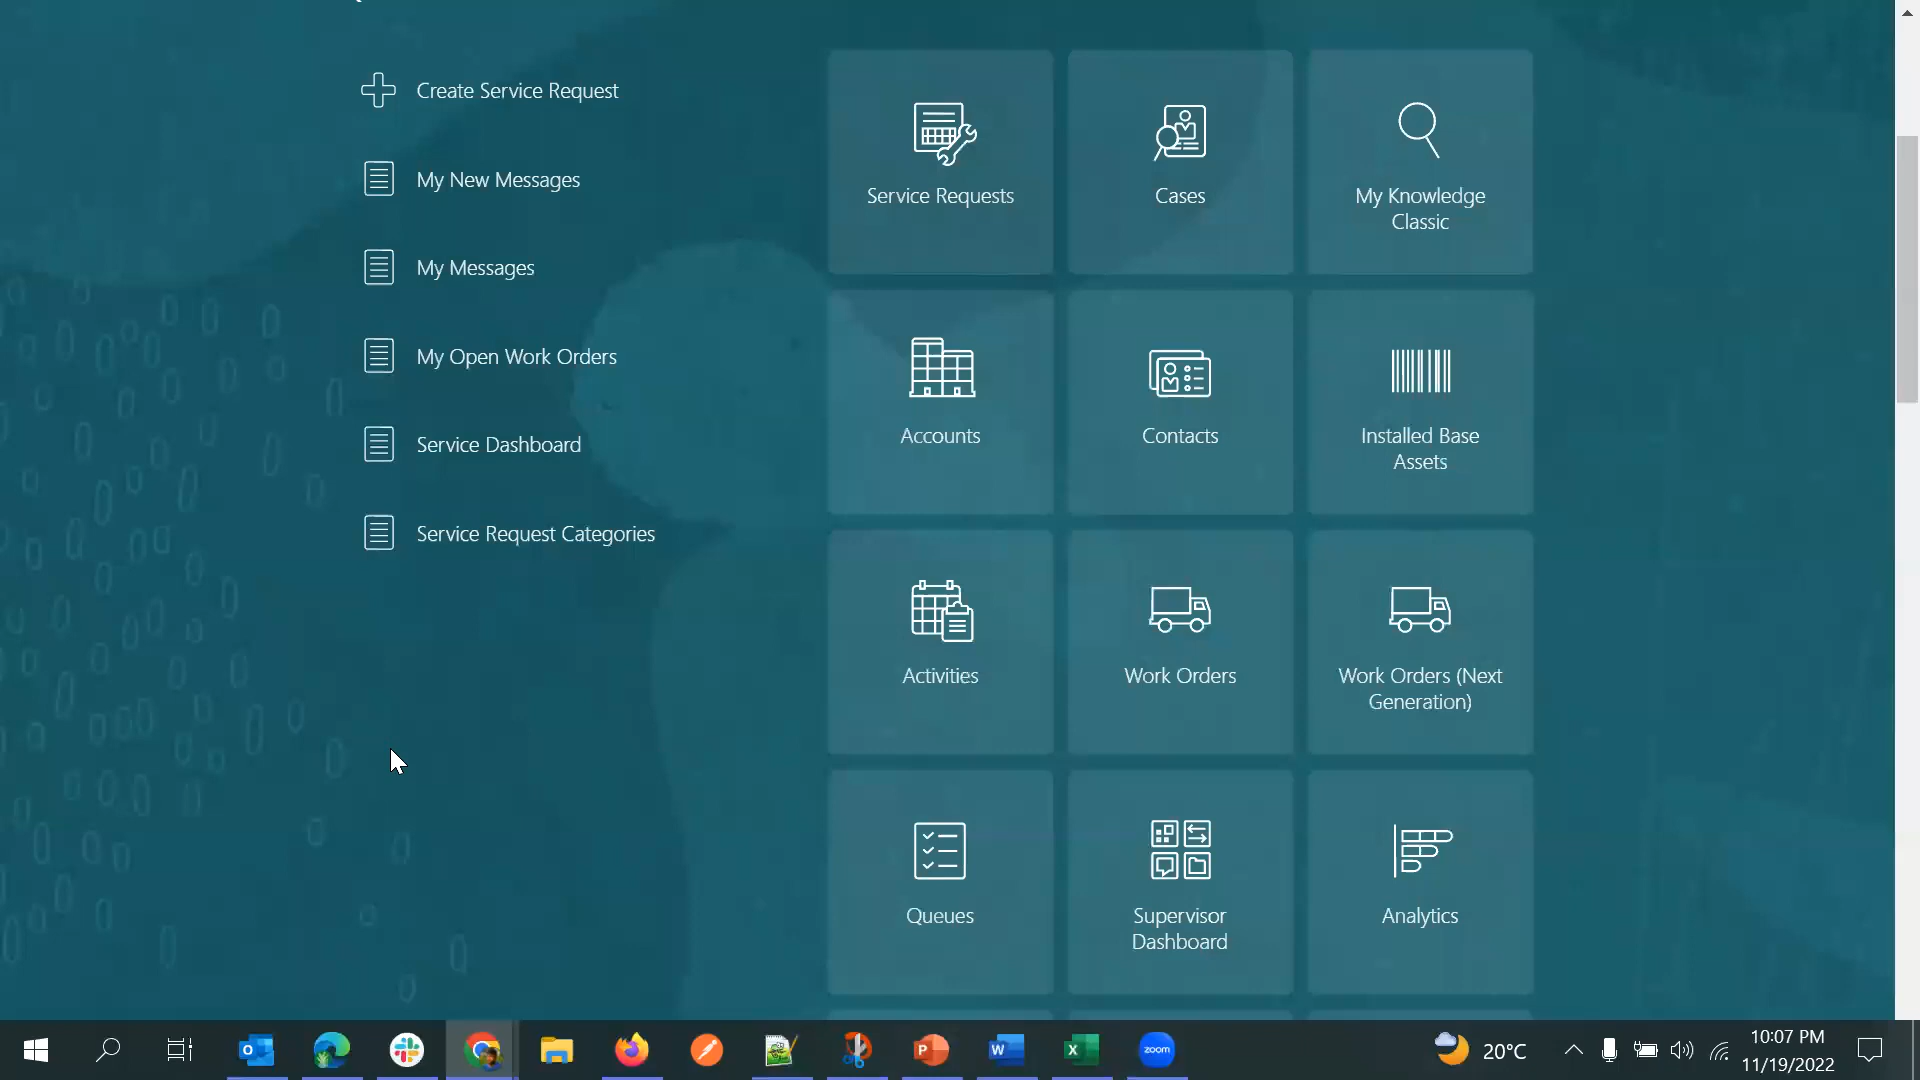 Create Service Request
My New Messages
My Messages
My Open Work Orders
Service Dashboard
Service Request Categories
Service Requests
Cases
My Knowledge
Classic
Accounts
Contacts
Installed Base
Assets
Activities
Work Orders
Work Orders (Next
Generation)
Queues
Supervisor
Dashboard
Analytics
zoom
20°C
10:07 PM
11/19/2022